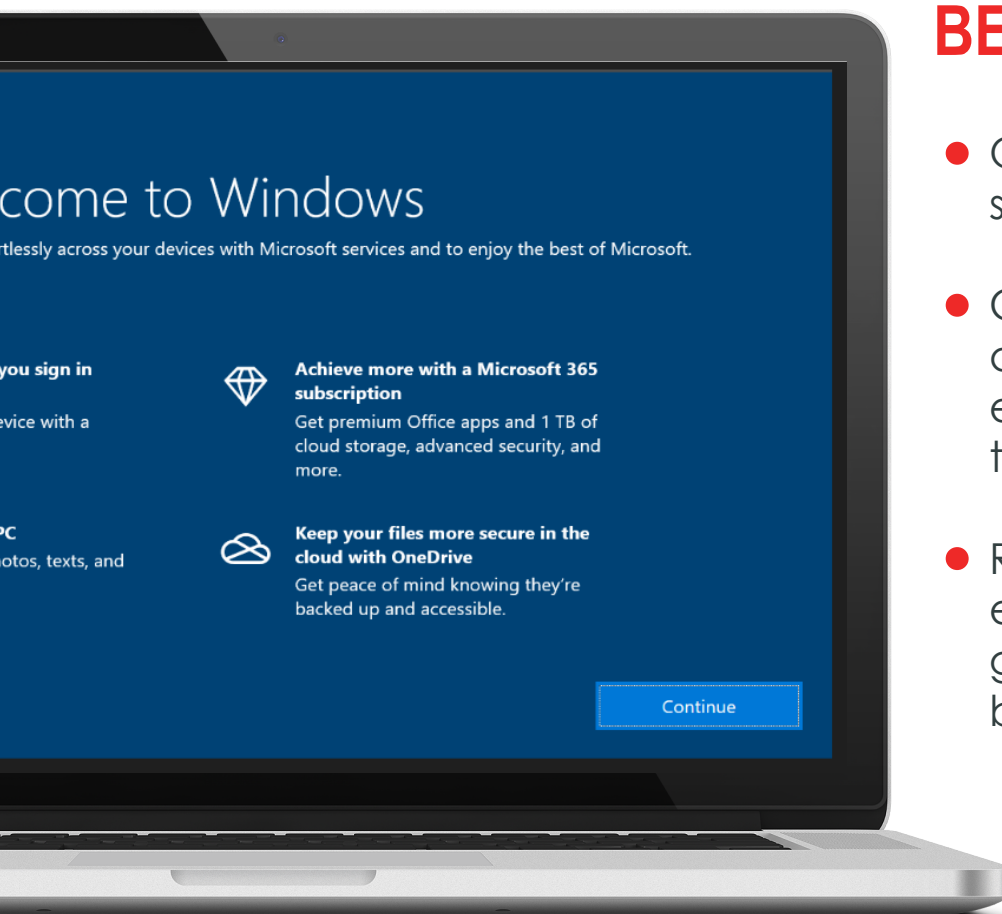 come to Windows
rtlessly across your devices with Microsoft services and to enjoy the best of Microsoft.
you sign in
evice with a
Achieve more with a Microsoft 365
subscription
Get premium Office apps and 1 TB of
cloud storage, advanced security, and
more.
PC
hotos, texts, and
Keep your files more secure in the
cloud with OneDrive
Get peace of mind knowing they're
backed up and accessible.
Continue
BE
s
e
t
R
e
g
b